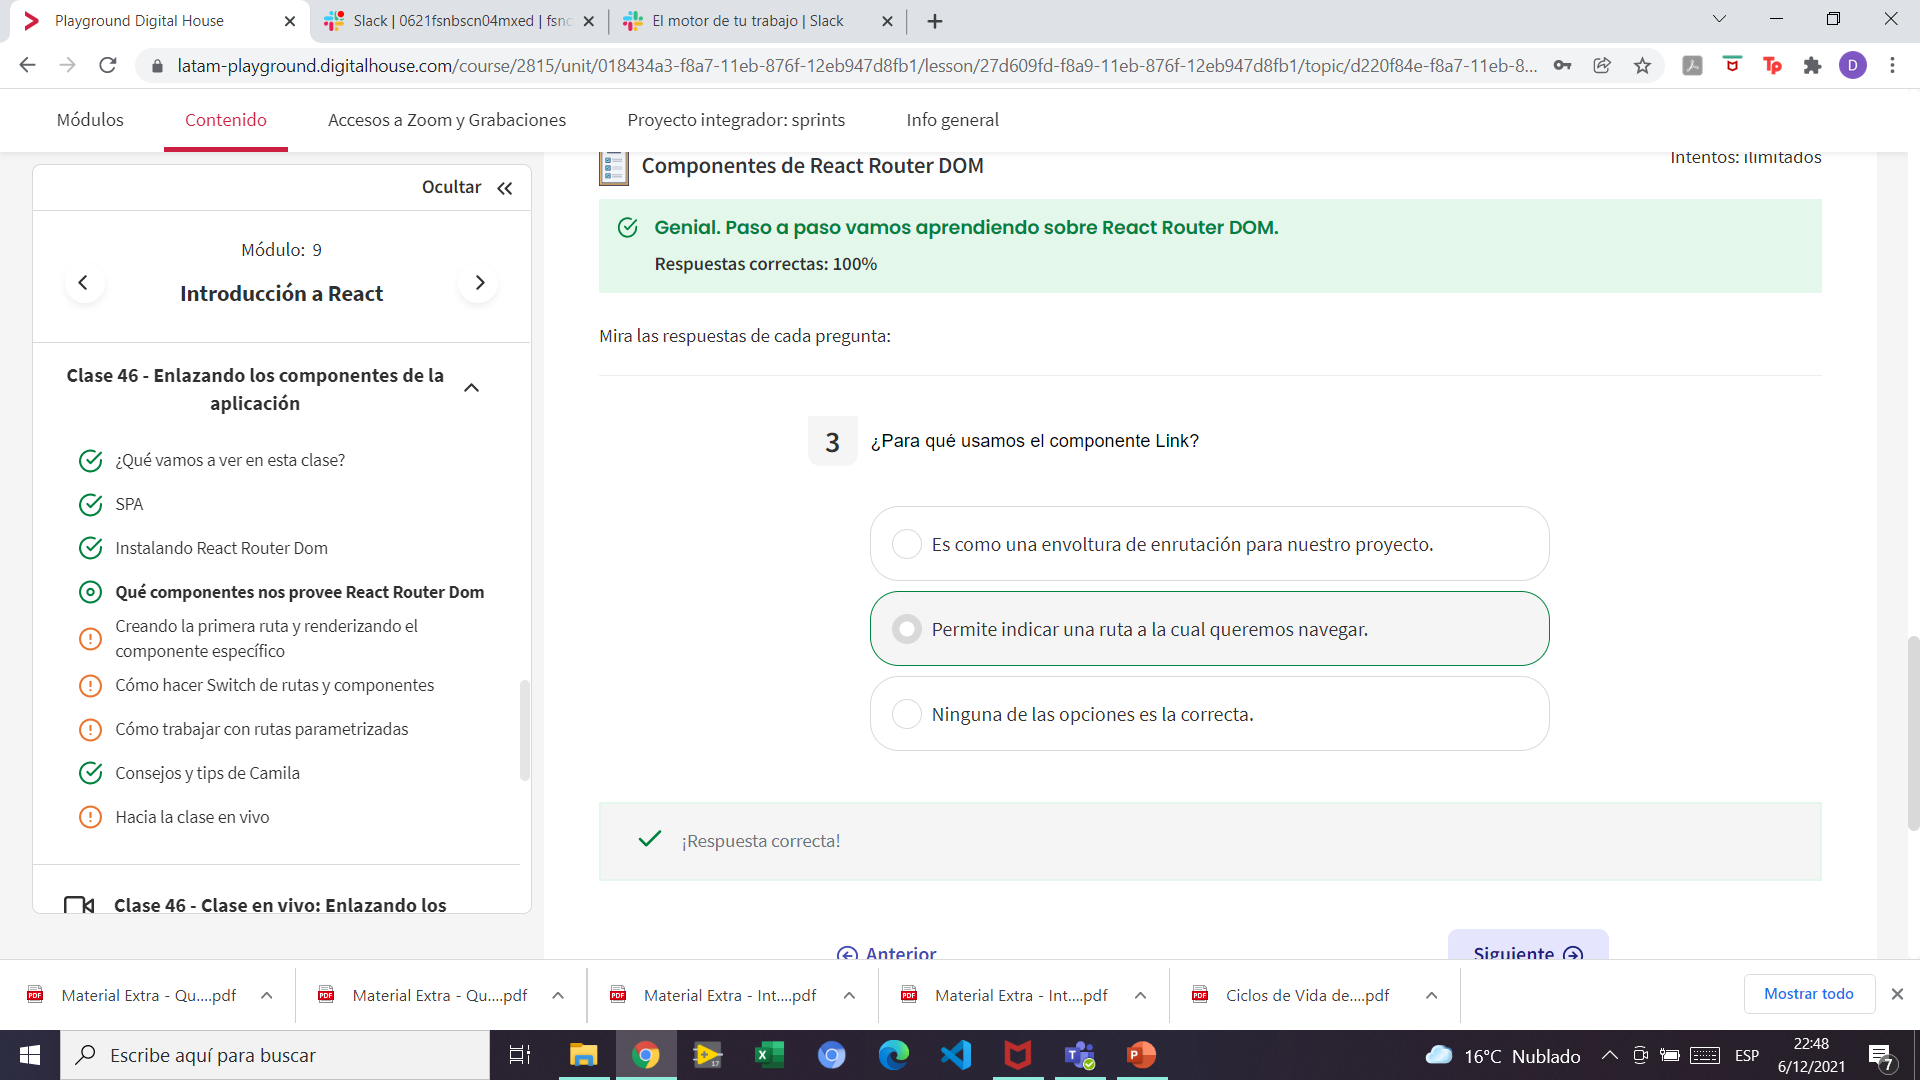 Playground Digital House
Slack | 0621fsnbscn04mxed | fsnc
El motor de tu trabajo | Slack
latam-playground.digitalhouse.com/course/2815/unit/018434a3-f8a7-11eb-876f-12eb947d8fb1/lesson/27d609fd-f8a9-11eb-876f-12eb947d8fb1/topic/d220f84e-f8a7-11eb-8...
D
Módulos
Contenido
Accesos a Zoom y Grabaciones
Proyecto integrador: sprints
Info general
Ocultar
Módulo: 9
Introducción a React
Clase 46 - Enlazando los componentes de la
aplicación
¿Qué vamos a ver en esta clase?
SPA
Instalando React Router Dom
Qué componentes nos provee React Router Dom
Creando la primera ruta y renderizando el
componente específico
Cómo hacer Switch de rutas y componentes
Cómo trabajar con rutas parametrizadas
Consejos y tips de Camila
Hacia la clase en vivo
Clase 46 - Clase en vivo: Enlazando los
Componentes de React Router DOM
Intentos: ilimitados
Genial. Paso a paso vamos aprendiendo sobre React Router DOM.
Respuestas correctas: 100%
Mira las respuestas de cada pregunta:
3
¿Para qué usamos el componente Link?
Es como una envoltura de enrutación para nuestro proyecto.
Permite indicar una ruta a la cual queremos navegar.
Ninguna de las opciones es la correcta.
¡Respuesta correcta!
Anterior
Siguiente
Material Extra - Qu....pdf
Material Extra - Qu....pdf
Material Extra - Int....pdf
Material Extra - Int....pdf
Ciclos de Vida de....pdf
Mostrar todo
Escribe aquí para buscar
16°C Nublado
ESP
22:48
6/12/2021
7